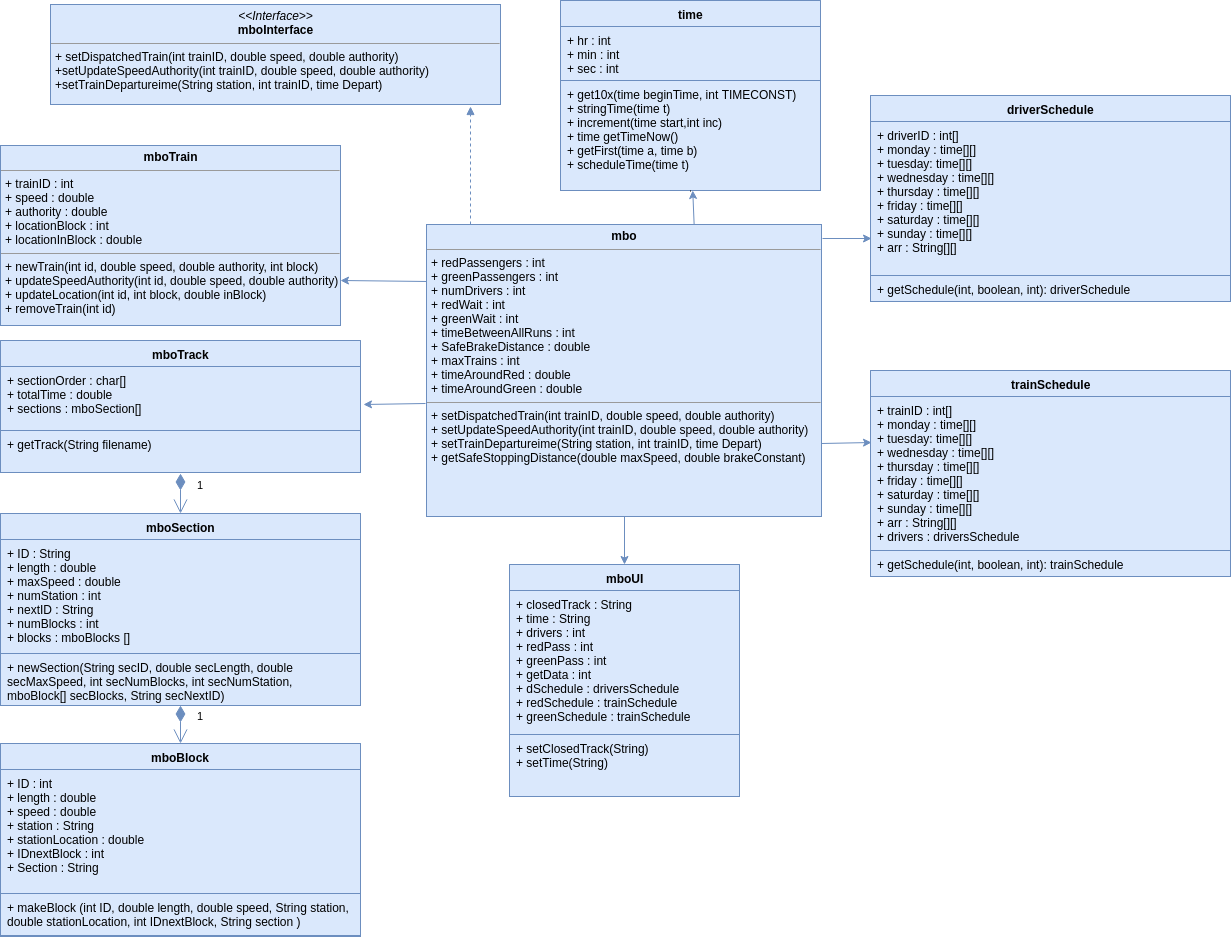 <<Interface>>
mboInterface
+ setDispatchedTrain(int trainID, double speed, double authority)
+setUpdateSpeedAuthority(int trainID, double speed, double authority)
+setTrainDepartureime(String station, int trainID, time Depart)
time
+ hr : int
+ min : int
+ sec : int
+ get10x(time beginTime, int TIMECONST)
+ stringTime(time t)
+ increment(time start,int inc)
+ time getTimeNow()
+ getFirst(time a, time b)
+ scheduleTime(time t)
driverSchedule
+ driverID : int[]
+ monday : time[][]
+ tuesday: time[][]
+ wednesday : time[][]
+ thursday : time[][]
+ friday : time[][]
+ saturday : time[][]
+ sunday : time[][]
+ arr : String[][]
+ getSchedule(int, boolean, int): driverSchedule
mboTrain
+ trainID : int
+ speed : double
+ authority : double
+ locationBlock : int
+ locationInBlock : double
+ newTrain(int id, double speed, double authority, int block)
+ updateSpeedAuthority(int id, double speed, double authority)
+ updateLocation(int id, int block, double inBlock)
+ removeTrain(int id)
mbo
+ redPassengers : int
+ greenPassengers : int
+ numDrivers : int
+ redWait : int
+ greenWait : int
+ timeBetweenAllRuns : int
+ SafeBrakeDistance : double
+ maxTrains : int
+ timeAroundRed : double
+ timeAroundGreen : double
+ setDispatchedTrain(int trainID, double speed, double authority)
+ setUpdateSpeedAuthority(int trainID, double speed, double authority)
+ setTrainDepartureime(String station, int trainID, time Depart)
+ getSafeStoppingDistance(double maxSpeed, double brakeConstant)
mboTrack
+ sectionOrder : char[]
+ totalTime : double
+ sections : mboSection[]
+ getTrack(String filename)
1
trainSchedule
+ trainID : int[]
+ monday : time[][]
+ tuesday: time[][]
+ wednesday : time[][]
+ thursday : time[][]
+ friday : time[][]
+ saturday : time[][]
+ sunday : time[][]
+ arr : String[][]
+ drivers : driversSchedule
+ getSchedule(int, boolean, int): trainSchedule
mboSection
+ ID : String
+ length : double
+ maxSpeed : double
+ numStation : int
+ nextID : String
+ numBlocks : int
+ blocks : mboBlocks []
+ newSection(String secID, double secLength, double
secMaxSpeed, int secNumBlocks, int secNumStation,
mboBlock[] secBlocks, String secNextID)
1
mboUI
+ closedTrack : String
+ time : String
+ drivers : int
+ redPass : int
+ greenPass : int
+ getData : int
+ dSchedule : driversSchedule
+ redSchedule : trainSchedule
+ greenSchedule : trainSchedule
+ setClosedTrack(String)
+ setTime(String)
mboBlock
+ ID : int
+ length : double
+ speed : double
+ station : String
+ stationLocation : double
+ IDnextBlock : int
+ Section : String
+ makeBlock (int ID, double length, double speed, String station,
double stationLocation, int IDnextBlock, String section )